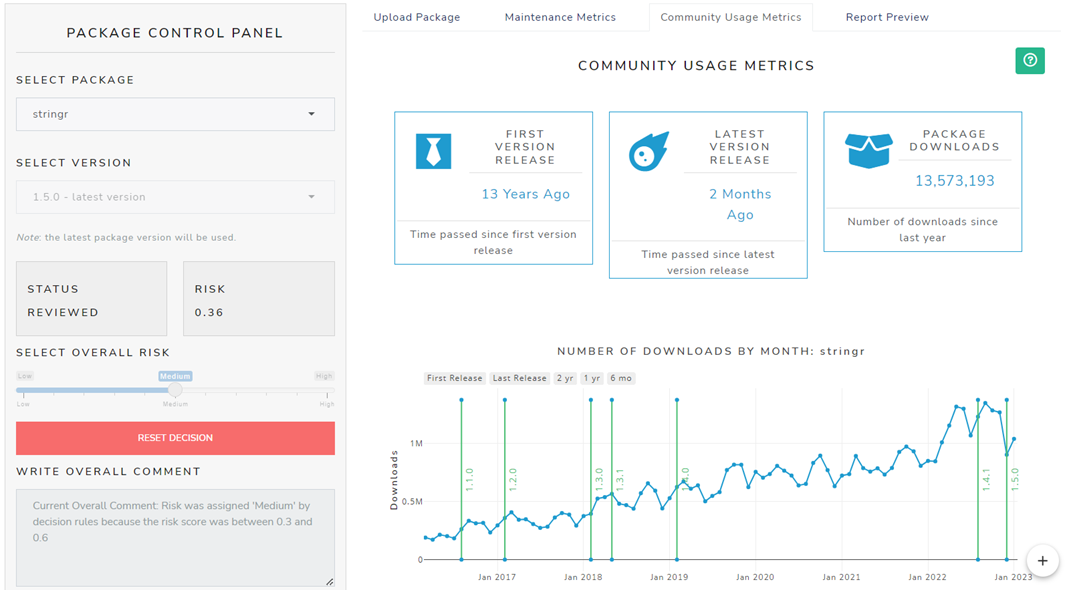 PACKAGE CONTROL PANEL
SELECT PACKAGE
stringr
SELECT VERSION
1.5.0 - latest version
Note: the latest package version will be used.
STATUS
REVIEWED
RISK
0.36
SELECT OVERALL RISK
Low
Medium
High
Low
Medium
High
RESET DECISION
WRITE OVERALL COMMENT
Current Overall Comment: Risk was assigned 'Medium' by
decision rules because the risk score was between 0.3 and
0.6
Upload Package
Maintenance Metrics
Community Usage Metrics
Report Preview
COMMUNITY USAGE METRICS
FIRST
VERSION
RELEASE
13 Years Ago
Time passed since first version
release
LATEST
VERSION
RELEASE
2 Months
Ago
Time passed since latest
version release
PACKAGE
DOWNLOADS
13,573,193
Number of downloads since
last year
NUMBER OF DOWNLOADS BY MONTH: stringr
First Release
Last Release
2 yr
1 yr
6 mo
Downloads
1M
0.5M
0
1.1.0
1.2.0
1.3.0
1.3.1
1.4.1
1.5.0
Jan 2017
Jan 2018
Jan 2019
Jan 2020
Jan 2021
Jan 2022
Jan 2023
+